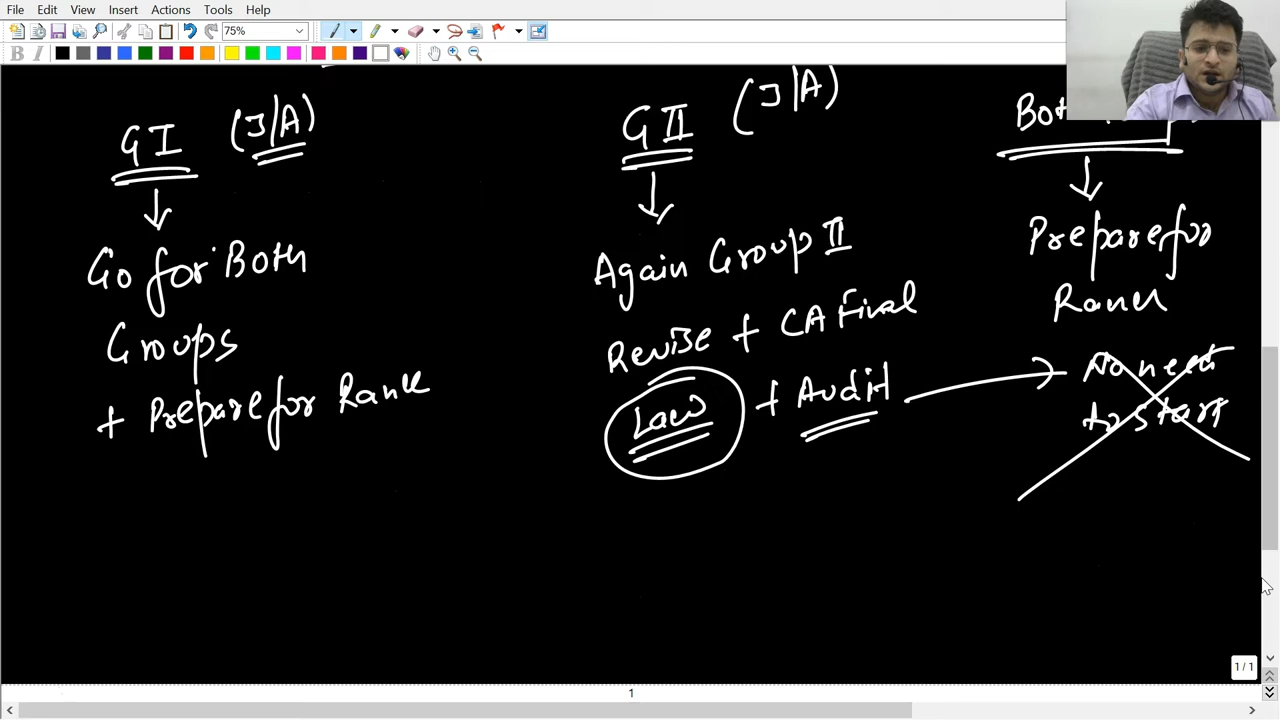 File Edit View Insert Actions Tools Help
75%
B I U
G I (J/A)
↓
Go for Both
Groups
+ Prepare for Rank
G II (J/A)
↓
Again Group II
Revise + CA Final
Law + Audit →
Both
↓
Prepare for
Rank
No need
to start
1/1
1